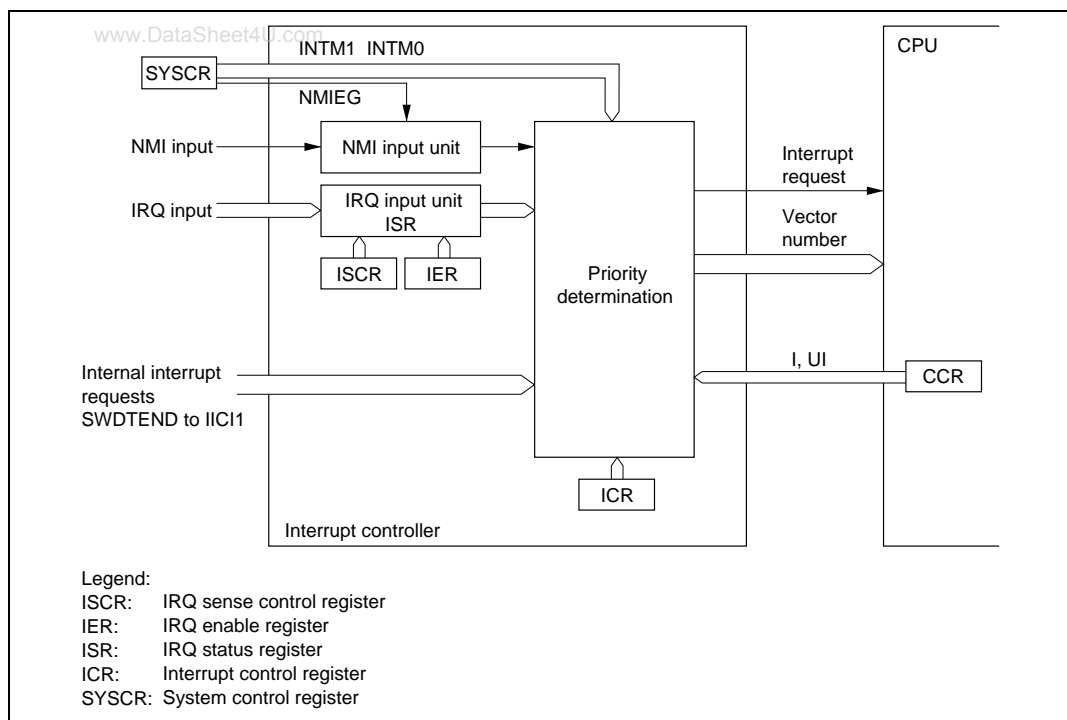 www.DataSheet4U.com
INTM1 INTM0
CPU
SYSCR
NMIEG
NMI input
NMI input unit
Interrupt
request
IRQ input
IRQ input unit
ISR
Vector
number
ISCR
IER
Priority
determination
I, UI
CCR
Internal interrupt
requests
SWDTEND to IICI1
ICR
Interrupt controller
Legend:
ISCR: IRQ sense control register
IER: IRQ enable register
ISR: IRQ status register
ICR: Interrupt control register
SYSCR: System control register